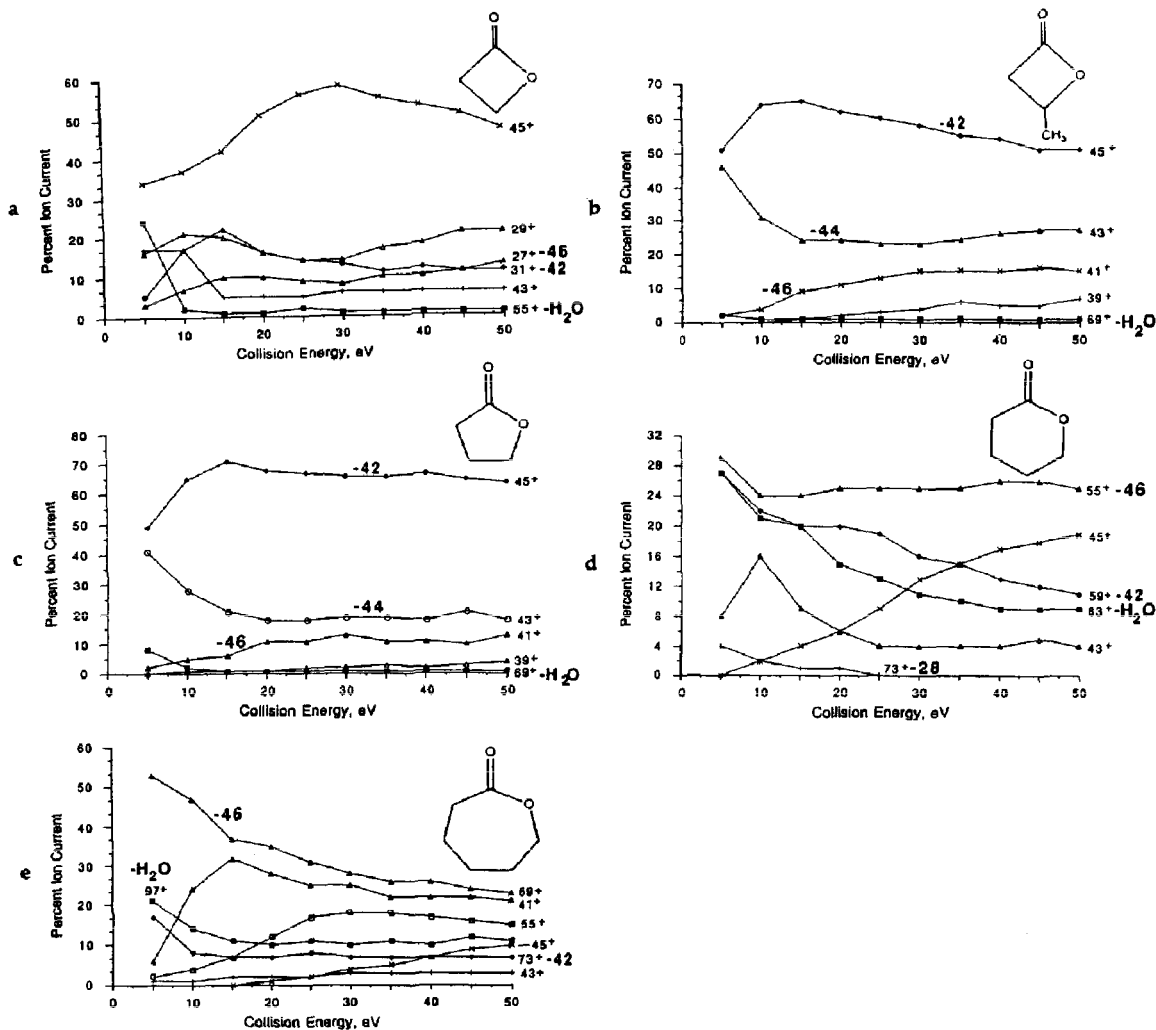 a
O
O
60
50
40
30
20
10
0
Percent Ion Current
45+
29+
27+ -46
31+ -42
43+
55+ -H2O
0 10 20 30 40 50
Collision Energy, eV
b
O
O
CH3
70
60
50
40
30
20
10
0
Percent Ion Current
-42
45+
-44
43+
-46
41+
39+
69+ -H2O
0 10 20 30 40 50
Collision Energy, eV
c
O
O
80
70
60
50
40
30
20
10
0
Percent Ion Current
-42
45+
-44
43+
-46
41+
39+
69+ -H2O
0 10 20 30 40 50
Collision Energy, eV
d
O
O
32
28
24
20
16
12
8
4
0
Percent Ion Current
55+ -46
45+
59+ -42
83+ -H2O
43+
73+ -28
0 10 20 30 40 50
Collision Energy, eV
e
O
O
60
50
40
30
20
10
0
Percent Ion Current
-46
-H2O
97+
69+
41+
55+
45+
73+ -42
43+
0 10 20 30 40 50
Collision Energy, eV